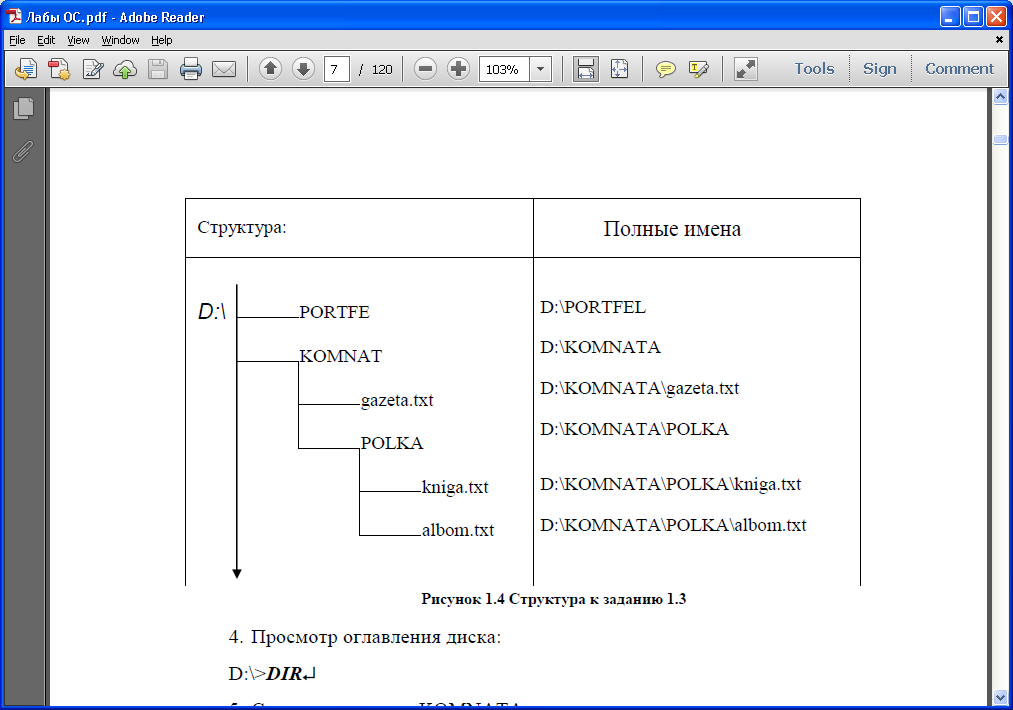 Лабы ОС.pdf - Adobe Reader
File Edit View Window Help
7 / 120 103% Tools Sign Comment
Структура: Полные имена
D:\ PORTFE D:\PORTFEL
KOMNAT D:\KOMNATA
gazeta.txt D:\KOMNATA\gazeta.txt
POLKA D:\KOMNATA\POLKA
kniga.txt D:\KOMNATA\POLKA\kniga.txt
albom.txt D:\KOMNATA\POLKA\albom.txt
Рисунок 1.4 Структура к заданию 1.3
4. Просмотр оглавления диска:
D:\>DIR↵